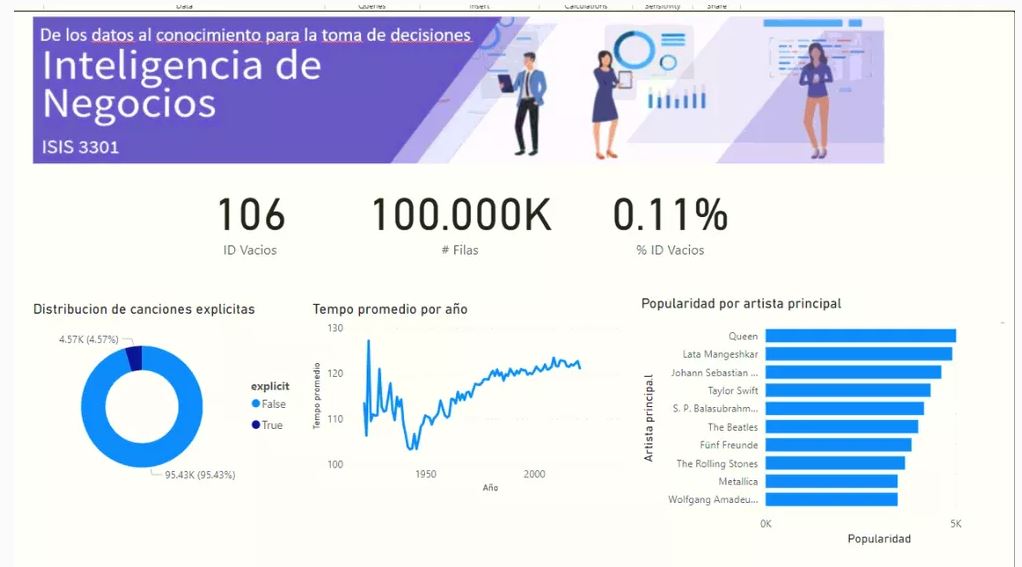 Data Queries Insert Calculations Sensitivity Share
De los datos al conocimiento para la toma de decisiones
Inteligencia de
Negocios
ISIS 3301
106 100.000K 0.11%
ID Vacios # Filas % ID Vacios
Distribucion de canciones explicitas
4.57K (4.57%)
explicit
False
True
95.43K (95.43%)
Tempo promedio por año
Tempo promedio
130
120
110
100
1950 2000
Año
Popularidad por artista principal
Artista principa.l
Queen
Lata Mangeshkar
Johann Sebastian ...
Taylor Swift
S. P. Balasubrahm...
The Beatles
Fünf Freunde
The Rolling Stones
Metallica
Wolfgang Amadeu...
0K 5K
Popularidad